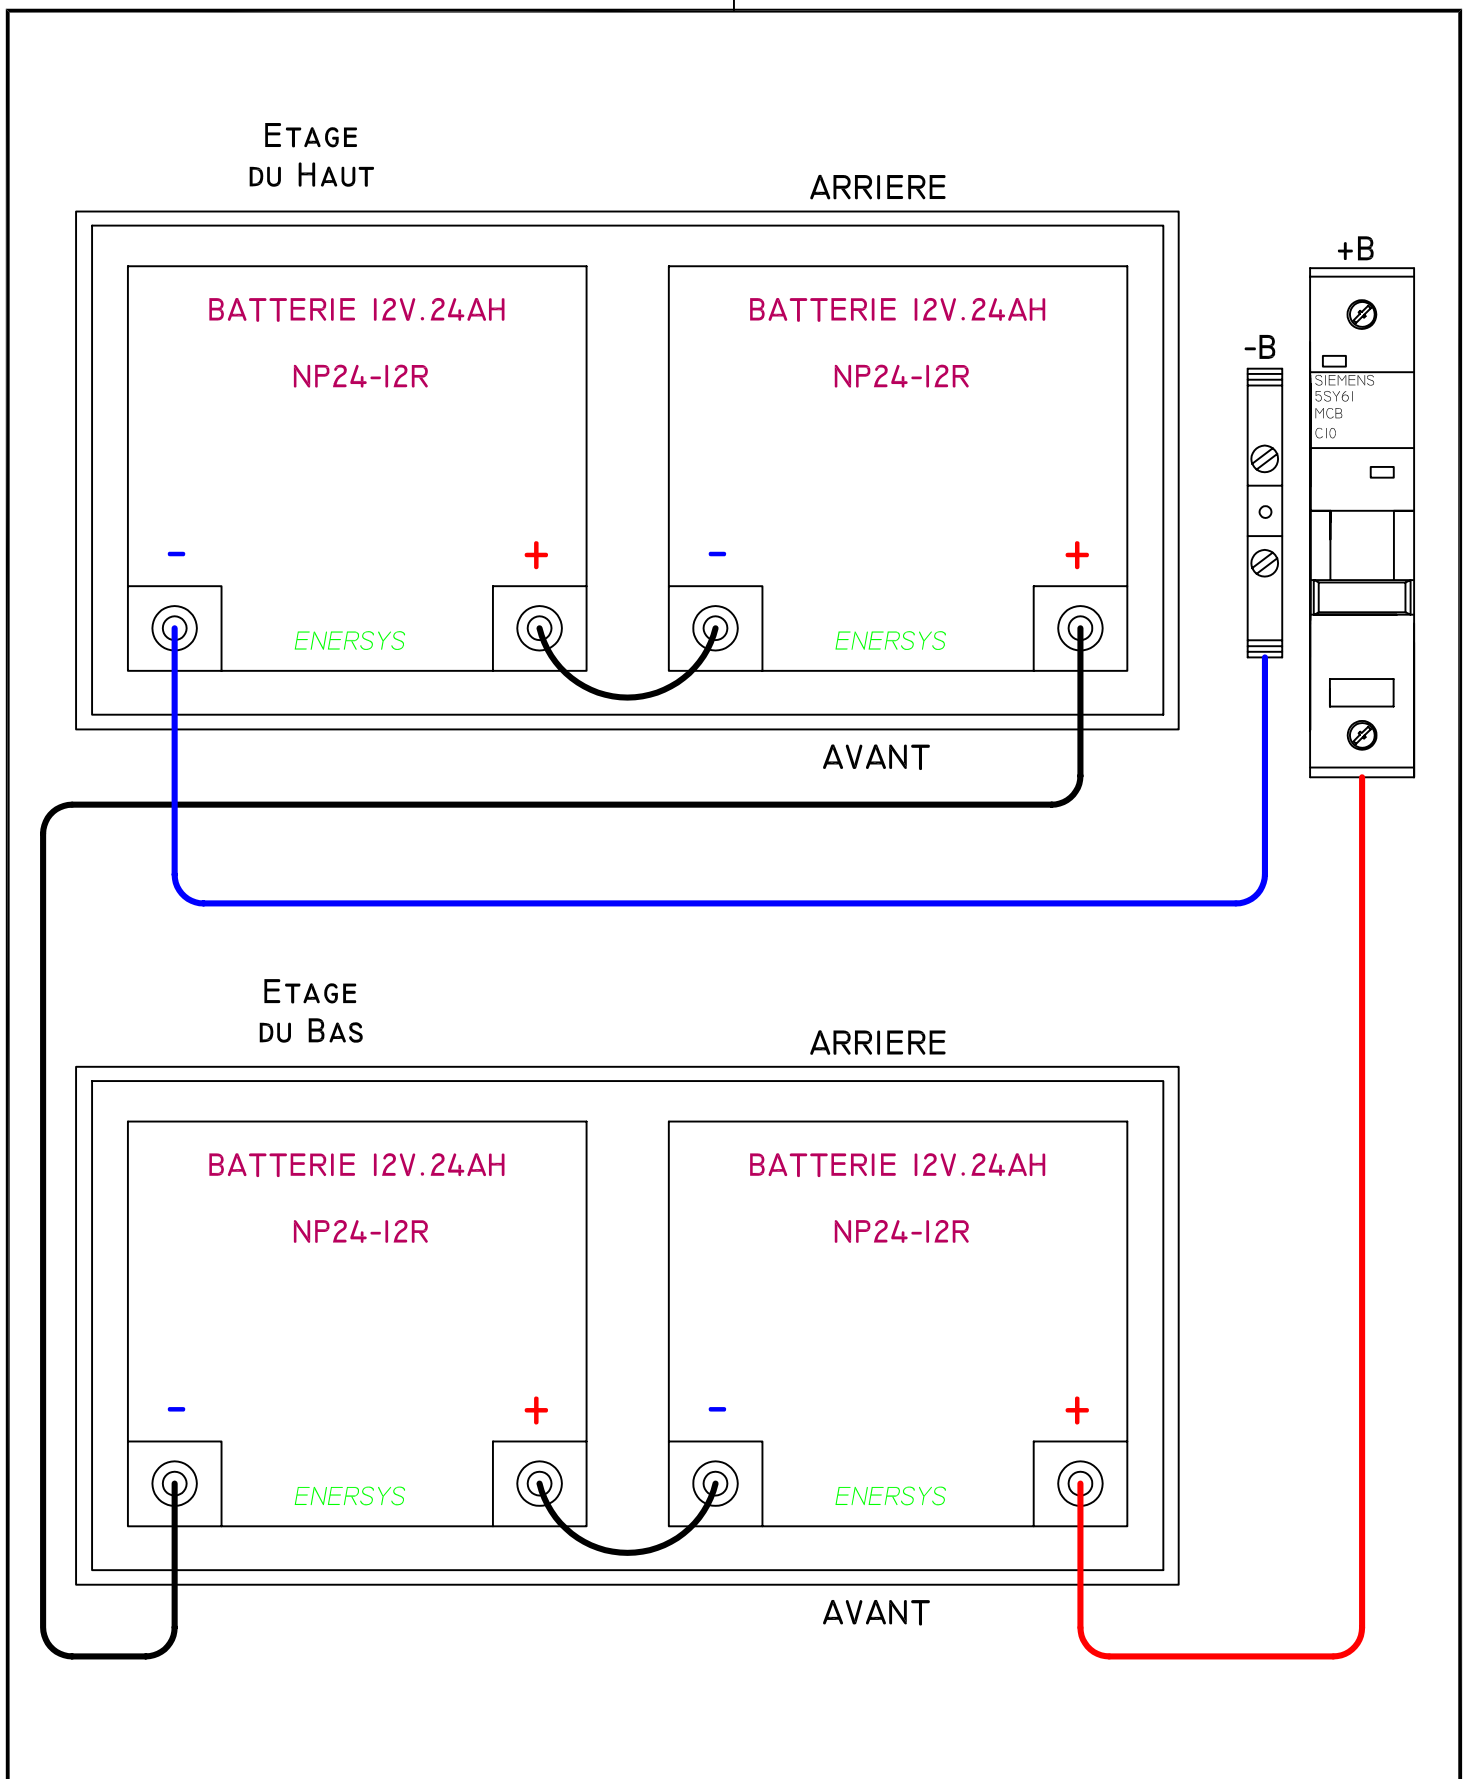 ETAGE
DU HAUT
ARRIERE
+B
BATTERIE 12V.24AH
BATTERIE 12V.24AH
-B
NP24-12R
NP24-12R
SIEMENS
5SY61
MCB
C10
- +
- +
ENERSYS
ENERSYS
AVANT
ETAGE
DU BAS
ARRIERE
BATTERIE 12V.24AH
BATTERIE 12V.24AH
NP24-12R
NP24-12R
- +
- +
ENERSYS
ENERSYS
AVANT